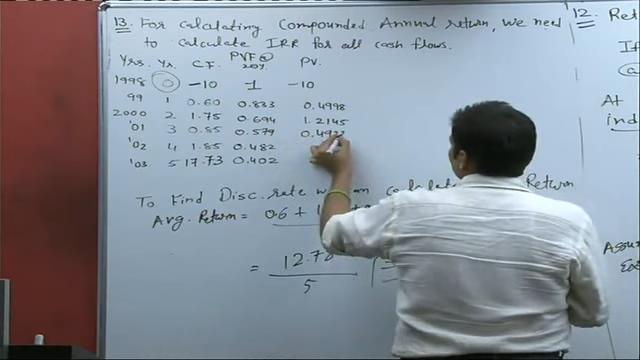 13. For calculating Compounded Annual return, we need
to calculate IRR for all cash flows.
Yrs. Yr. C.F. PVF@ 20% PV.
1998 0 -10 1 -10
99 1 0.60 0.833 0.4998
2000 2 1.75 0.694 1.2145
'01 3 0.85 0.579 0.492
'02 4 1.85 0.482
'03 5 17.73 0.402
To Find Disc. rate we can calculate Return
Avg. Return = 0.6 + 1
= 12.78
5
12. Ret
If
At
ind
Assu